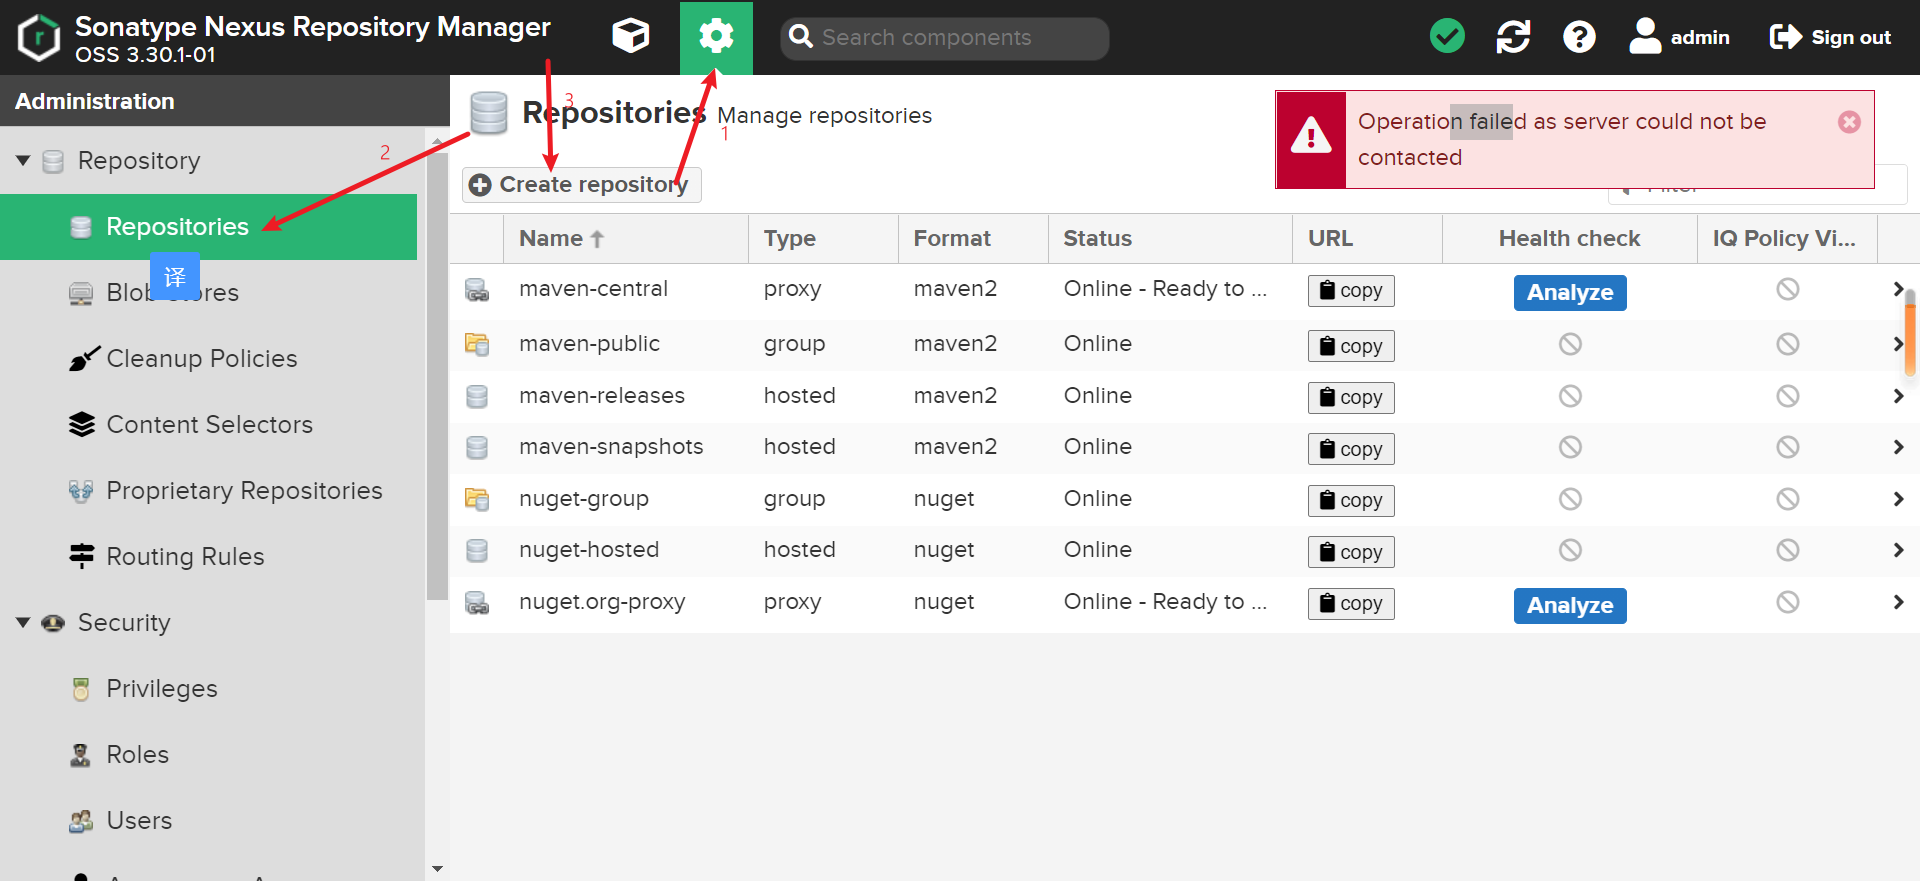 Sonatype Nexus Repository Manager
OSS 3.30.1-01
Search components
admin
Sign out
Administration
Repository
Repositories
译
Blob Stores
Cleanup Policies
Content Selectors
Proprietary Repositories
Routing Rules
Security
Privileges
Roles
Users
Repositories Manage repositories
1
2
3
Operation failed as server could not be
contacted
Create repository
Filter
Name Type Format Status URL Health check IQ Policy Vi...
maven-central proxy maven2 Online - Ready to ... copy Analyze
maven-public group maven2 Online copy
maven-releases hosted maven2 Online copy
maven-snapshots hosted maven2 Online copy
nuget-group group nuget Online copy
nuget-hosted hosted nuget Online copy
nuget.org-proxy proxy nuget Online - Ready to ... copy Analyze